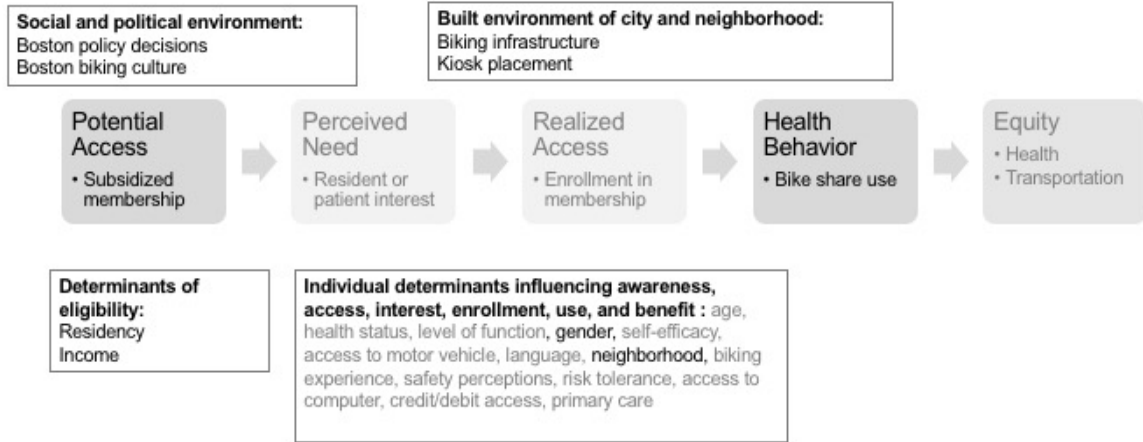 Social and political environment:
Boston policy decisions
Boston biking culture
Built environment of city and neighborhood:
Biking infrastructure
Kiosk placement
Potential
Access
• Subsidized
membership
Perceived
Need
• Resident or
patient interest
Realized
Access
• Enrollment in
membership
Health
Behavior
• Bike share use
Equity
• Health
• Transportation
Determinants of
eligibility:
Residency
Income
Individual determinants influencing awareness,
access, interest, enrollment, use, and benefit : age,
health status, level of function, gender, self-efficacy,
access to motor vehicle, language, neighborhood, biking
experience, safety perceptions, risk tolerance, access to
computer, credit/debit access, primary care